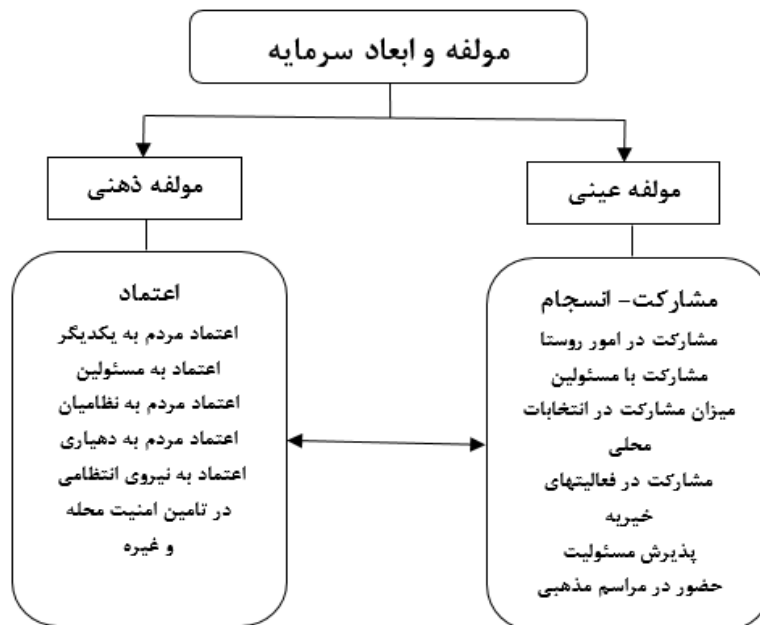 مولفه و ابعاد سرمایه
مولفه عینی
مولفه ذهنی
مشارکت- انسجام
مشارکت در امور روستا
مشارکت با مسئولین
میزان مشارکت در انتخابات
محلی
مشارکت در فعالیتهای
خیریه
پذیرش مسئولیت
حضور در مراسم مذهبی
اعتماد
اعتماد مردم به یکدیگر
اعتماد به مسئولین
اعتماد مردم به نظامیان
اعتماد مردم به دهیاری
اعتماد به نیروی انتظامی
در تامین امنیت محله
و غیره